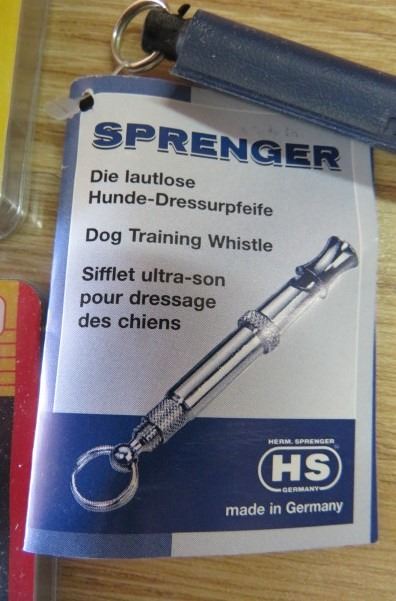 SPRENGER
Die lautlose
Hunde-Dressurpfeife
Dog Training Whistle
Sifflet ultra-son
pour dressage
des chiens
HERM. SPRENGER
HS
GERMANY
made in Germany